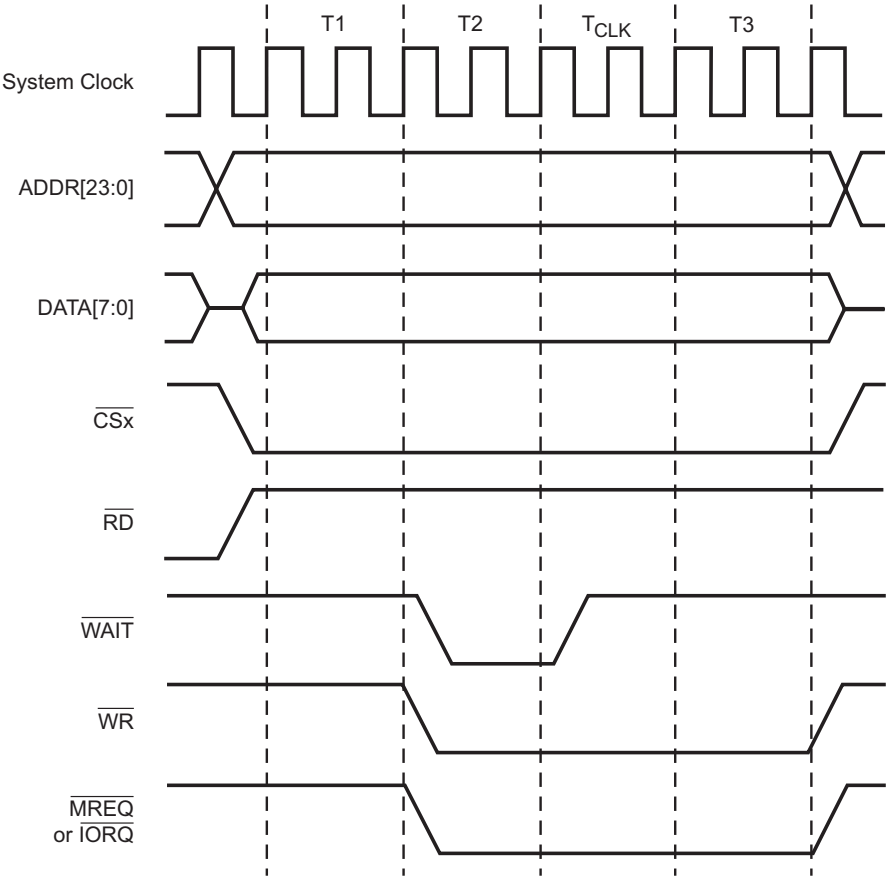 T1 T2 TCLK T3
System Clock
ADDR[23:0]
DATA[7:0]
CSx
RD
WAIT
WR
MREQ
or IORQ